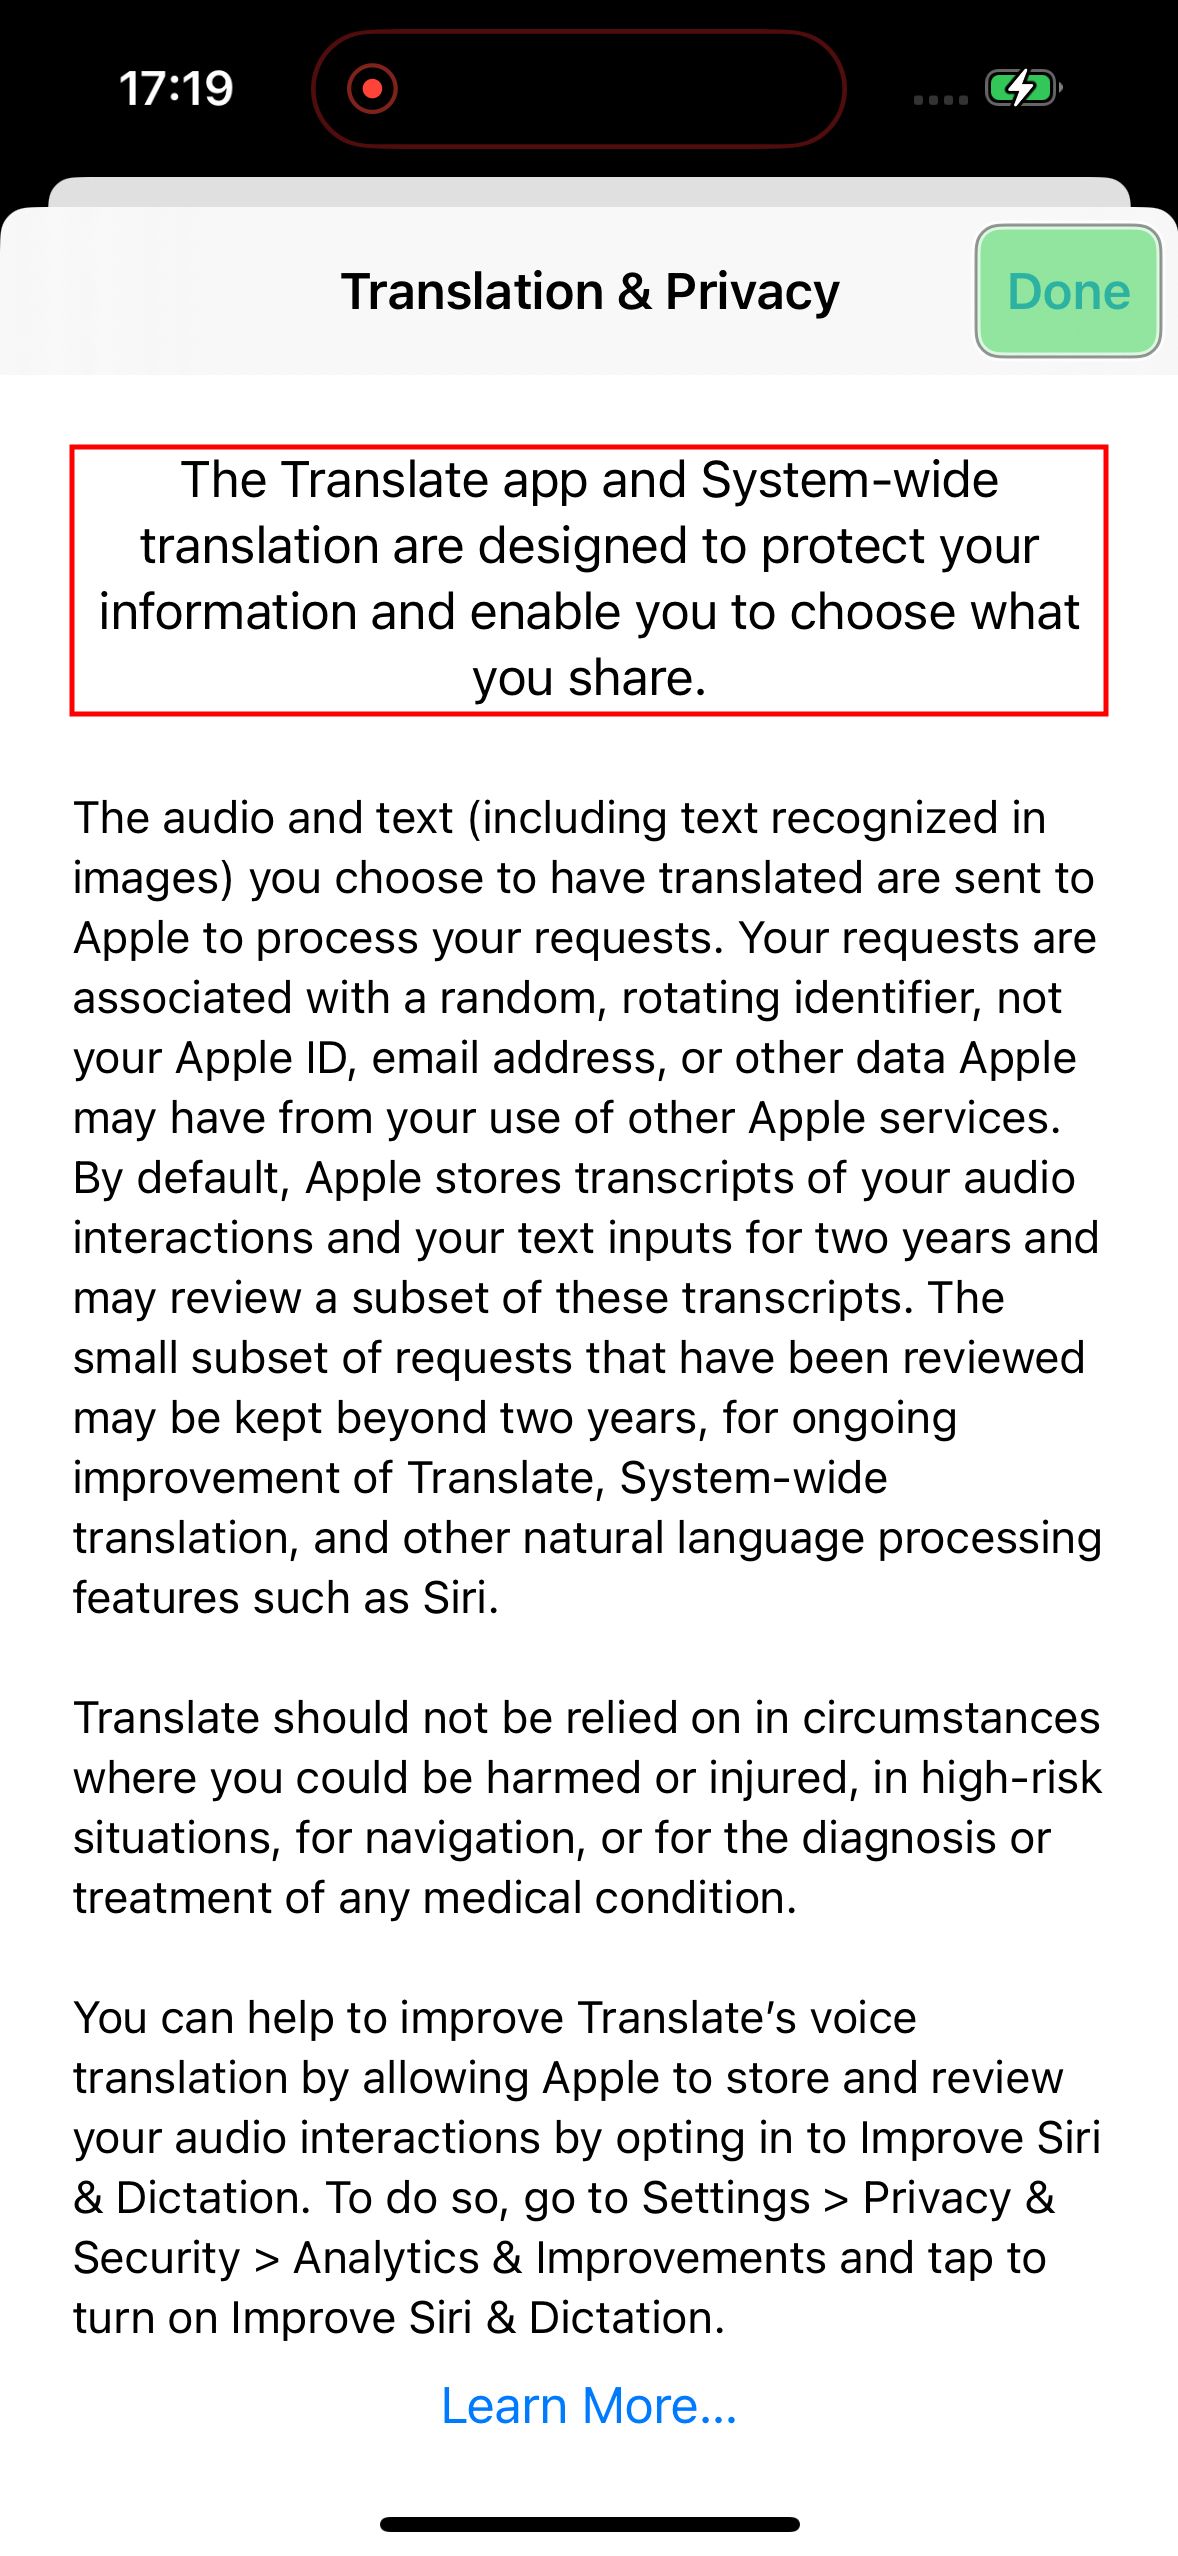 17:19
Translation & Privacy
Done
The Translate app and System-wide
translation are designed to protect your
information and enable you to choose what
you share.
The audio and text (including text recognized in
images) you choose to have translated are sent to
Apple to process your requests. Your requests are
associated with a random, rotating identifier, not
your Apple ID, email address, or other data Apple
may have from your use of other Apple services.
By default, Apple stores transcripts of your audio
interactions and your text inputs for two years and
may review a subset of these transcripts. The
small subset of requests that have been reviewed
may be kept beyond two years, for ongoing
improvement of Translate, System-wide
translation, and other natural language processing
features such as Siri.
Translate should not be relied on in circumstances
where you could be harmed or injured, in high-risk
situations, for navigation, or for the diagnosis or
treatment of any medical condition.
You can help to improve Translate’s voice
translation by allowing Apple to store and review
your audio interactions by opting in to Improve Siri
& Dictation. To do so, go to Settings > Privacy &
Security > Analytics & Improvements and tap to
turn on Improve Siri & Dictation.
Learn More...